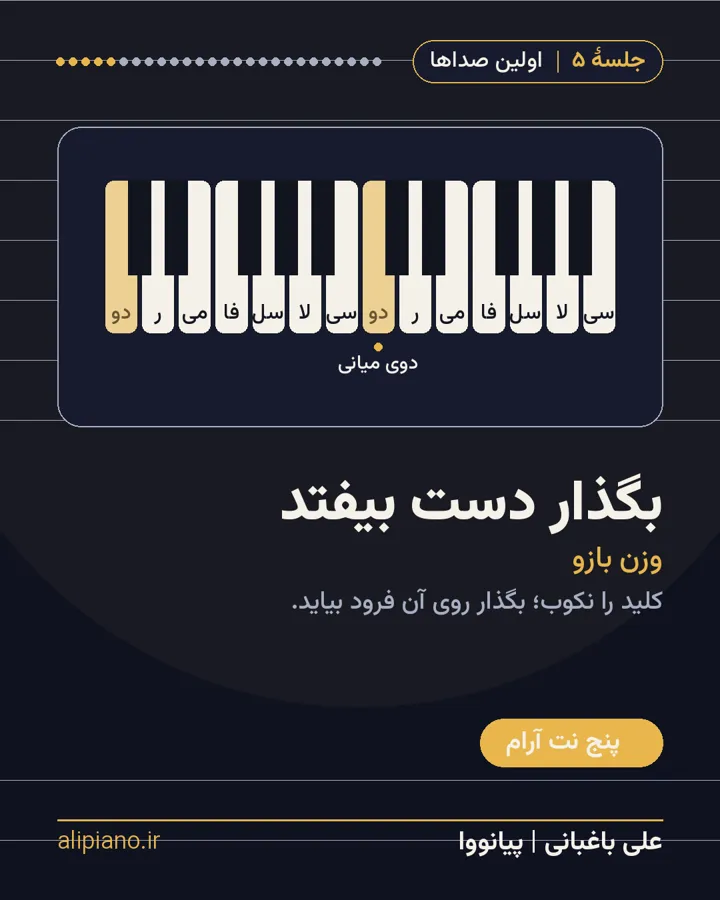 جلسهٔ ۵ | اولین صداها
دو ر می فا سل لا سی دو ر می فا سل لا سی
دوی میانی
بگذار دست بیفتد
وزن بازو
کلید را نکوب؛ بگذار روی آن فرود بیاید.
پنج نت آرام
علی باغبانی | پیانووا
alipiano.ir